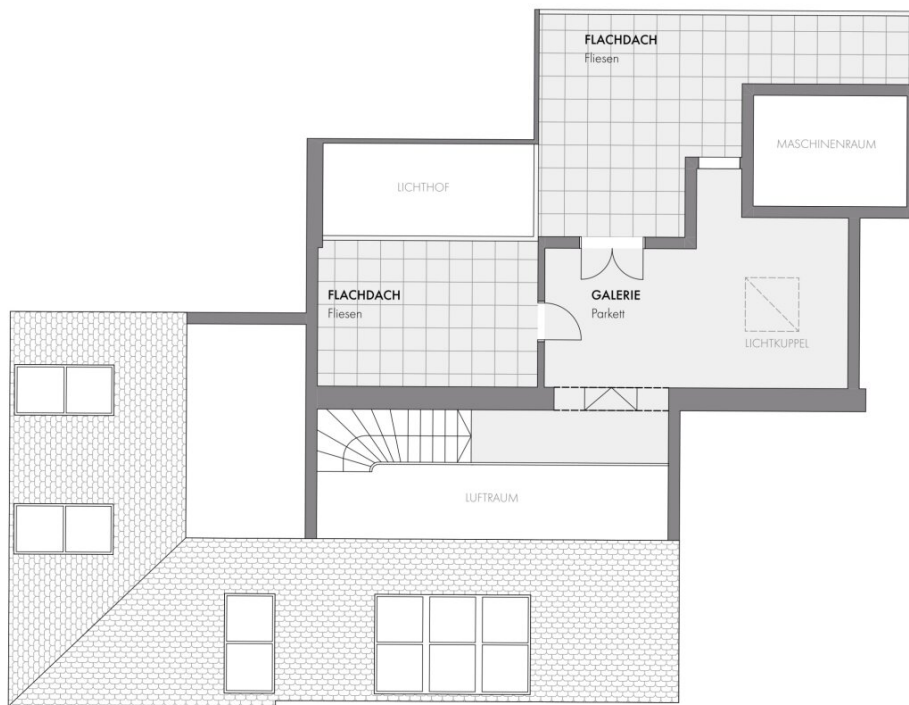 FLACHDACH
Fliesen
MASCHINENRAUM
LICHTHOF
FLACHDACH
Fliesen
GALERIE
Parkett
LICHTKUPPEL
LUFTRAUM